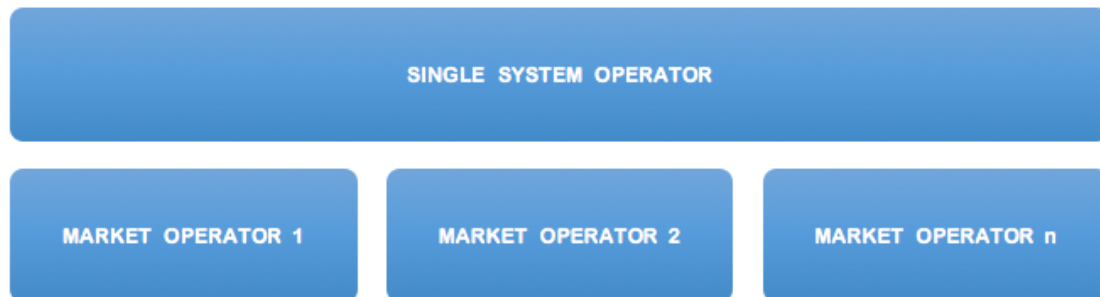 SINGLE SYSTEM OPERATOR
MARKET OPERATOR 1
MARKET OPERATOR 2
MARKET OPERATOR n